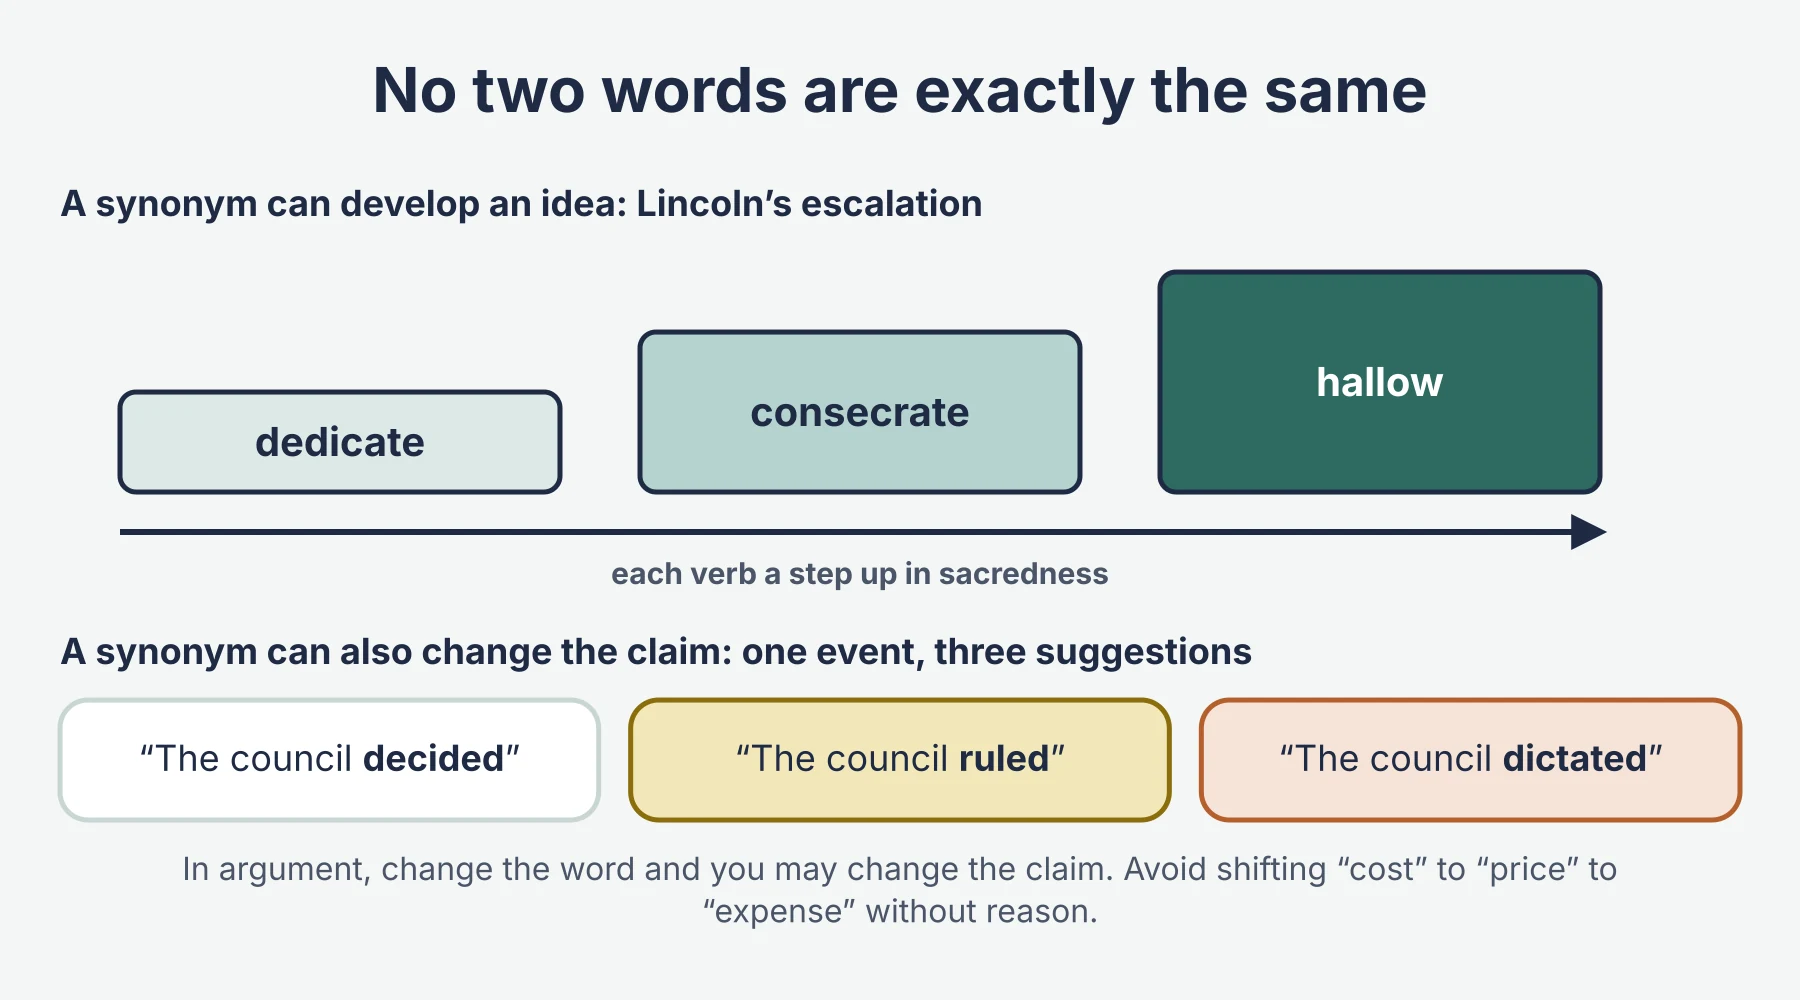 No two words are exactly the same
A synonym can develop an idea: Lincoln’s escalation
dedicate
consecrate
hallow
each verb a step up in sacredness
A synonym can also change the claim: one event, three suggestions
“The council decided”
“The council ruled”
“The council dictated”
In argument, change the word and you may change the claim. Avoid shifting “cost” to “price” to
“expense” without reason.